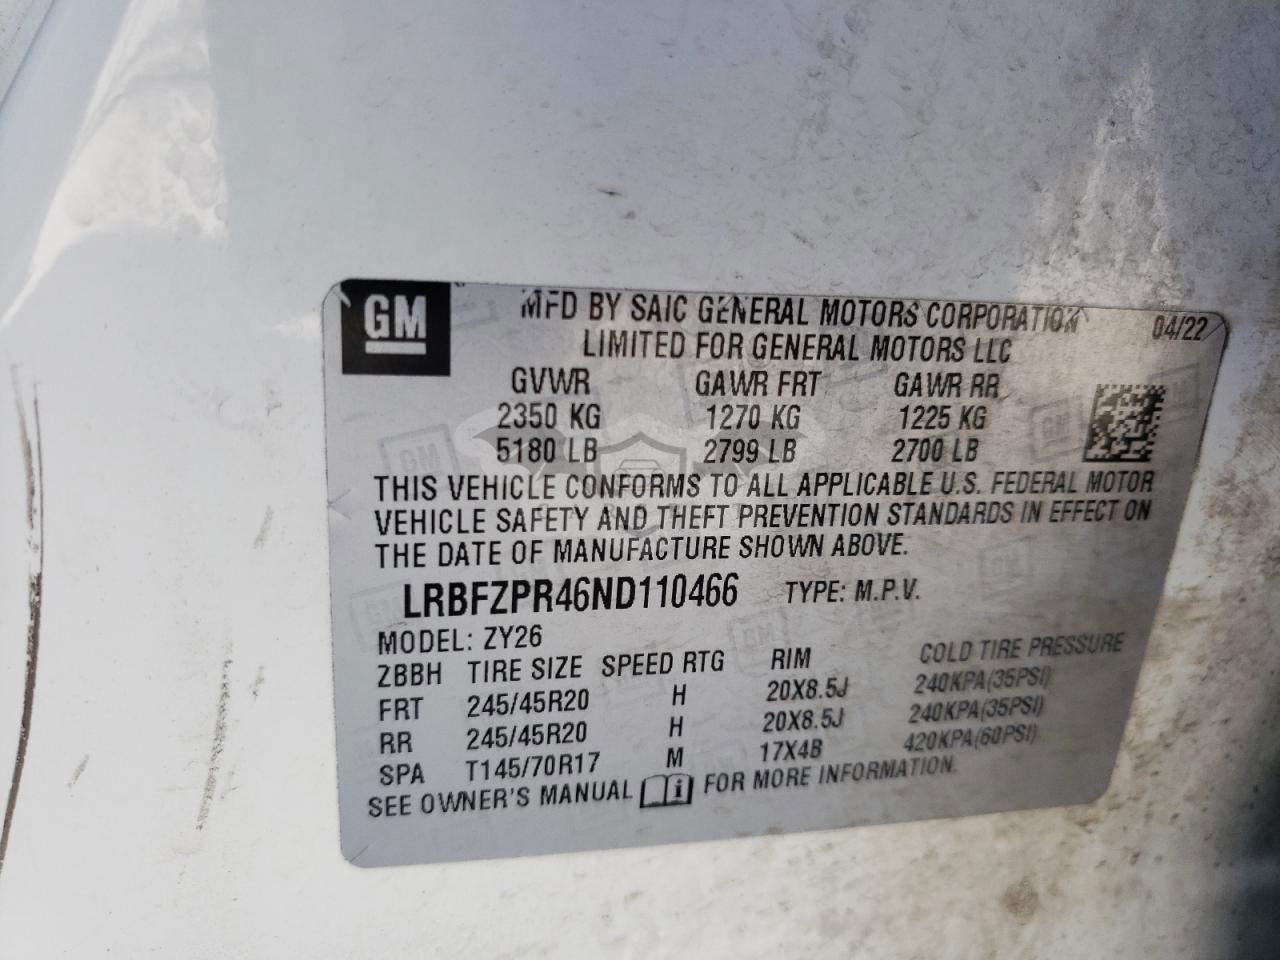 GM
MFD BY SAIC GENERAL MOTORS CORPORATION 04/22
LIMITED FOR GENERAL MOTORS LLC
GVWR GAWR FRT GAWR RR
2350 KG 1270 KG 1225 KG
5180 LB 2799 LB 2700 LB
THIS VEHICLE CONFORMS TO ALL APPLICABLE U.S. FEDERAL MOTOR
VEHICLE SAFETY AND THEFT PREVENTION STANDARDS IN EFFECT ON
THE DATE OF MANUFACTURE SHOWN ABOVE.
LRBFZPR46ND110466 TYPE: M.P.V.
MODEL: ZY26
ZBBH TIRE SIZE SPEED RTG RIM COLD TIRE PRESSURE
FRT 245/45R20 H 20X8.5J 240KPA(35PSI)
RR 245/45R20 H 20X8.5J 240KPA(35PSI)
SPA T145/70R17 M 17X4B 420KPA(60PSI)
SEE OWNER'S MANUAL i FOR MORE INFORMATION.